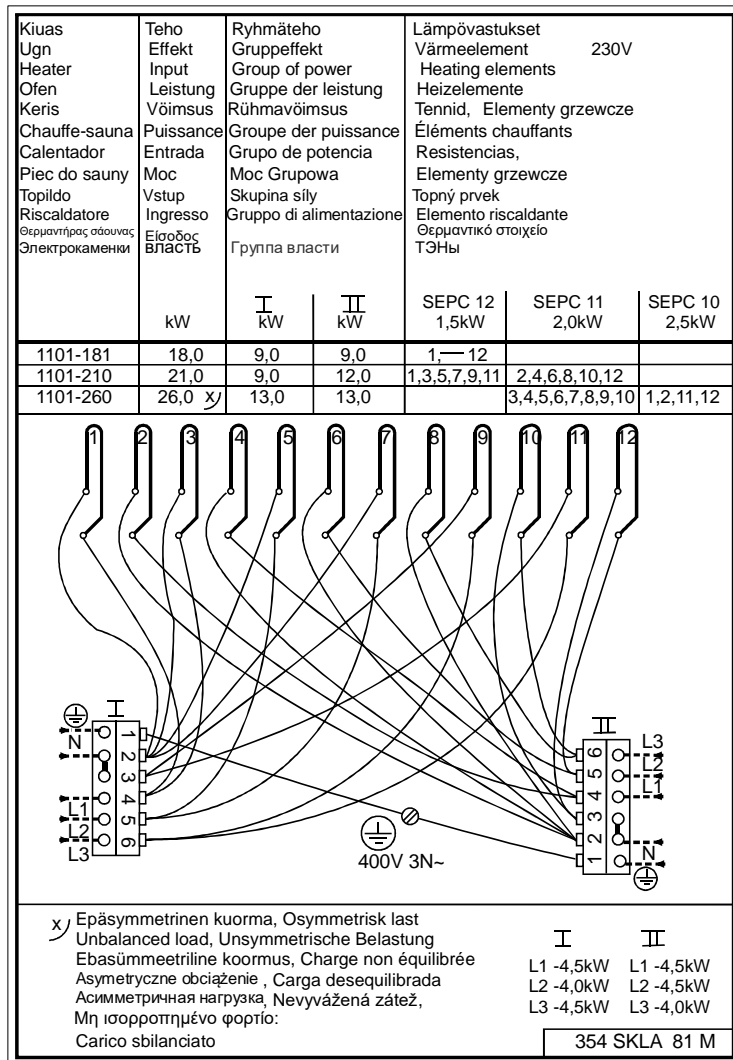 Kiuas Teho Ryhmäteho Lämpövastukset
Ugn Effekt Gruppeffekt Värmeelement 230V
Heater Input Group of power Heating elements
Ofen Leistung Gruppe der leistung Heizelemente
Keris Vöimsus Rühmavöimsus Tennid, Elementy grzewcze
Chauffe-sauna Puissance Groupe der puissance Éléments chauffants
Calentador Entrada Grupo de potencia Resistencias,
Piec do sauny Moc Moc Grupowa Elementy grzewcze
Topildo Vstup Skupina síly Topný prvek
Riscaldatore Ingresso Gruppo di alimentazione Elemento riscaldante
Θερμαντήρας σάουνας Είσοδος Θερμαντικό στοιχείο
Электрокаменки власть Группа власти ТЭНы
I II SEPC 12 SEPC 11 SEPC 10
kW kW kW 1,5kW 2,0kW 2,5kW
1101-181 18,0 9,0 9,0 1,— 12
1101-210 21,0 9,0 12,0 1,3,5,7,9,11 2,4,6,8,10,12
1101-260 26,0 x) 13,0 13,0 3,4,5,6,7,8,9,10 1,2,11,12
1 2 3 4 5 6 7 8 9 10 11 12
I II
N 1 2 3 4 5 6 L1 L2 L3
6 5 4 3 2 1 L3 L2 L1 N
400V 3N~
x) Epäsymmetrinen kuorma, Osymmetrisk last
Unbalanced load, Unsymmetrische Belastung
Ebasümmeetriline koormus, Charge non équilibrée
Asymetryczne obciążenie , Carga desequilibrada
Асимметричная нагрузка, Nevyvážená zátež,
Μη ισορροπημένο φορτίο:
Carico sbilanciato
I II
L1 -4,5kW L1 -4,5kW
L2 -4,0kW L2 -4,5kW
L3 -4,5kW L3 -4,0kW
354 SKLA 81 M